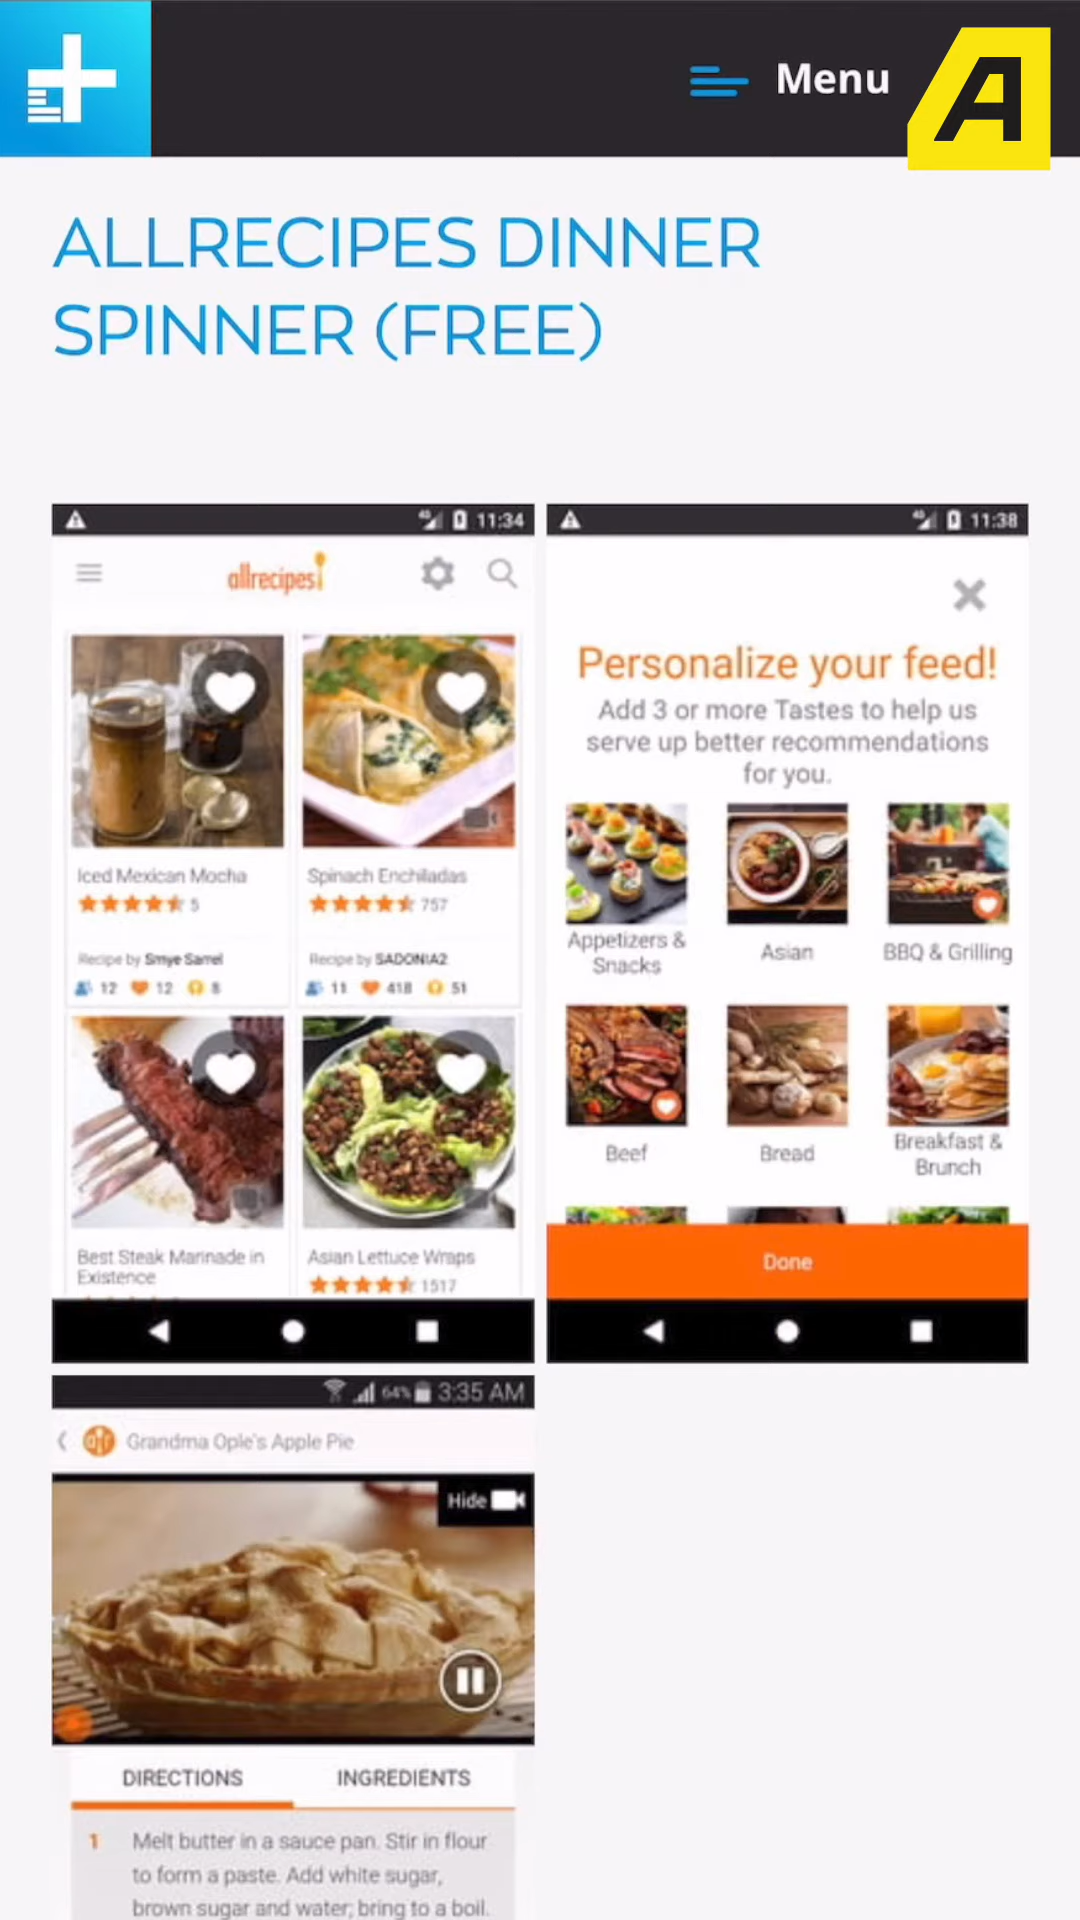 Menu
A
ALLRECIPES DINNER
SPINNER (FREE)
11:34
allrecipes
Iced Mexican Mocha
5
Recipe by Smye Sarrel
12 12 8
Spinach Enchiladas
757
Recipe by SADONIA2
11 418 51
Best Steak Marinade in
Existence
Asian Lettuce Wraps
1517
11:38
Personalize your feed!
Add 3 or more Tastes to help us
serve up better recommendations
for you.
Appetizers &
Snacks
Asian
BBQ & Grilling
Beef
Bread
Breakfast &
Brunch
Done
64% 3:35 AM
Grandma Ople's Apple Pie
Hide
DIRECTIONS
INGREDIENTS
1 Melt butter in a sauce pan. Stir in flour
to form a paste. Add white sugar,
brown sugar and water; bring to a boil.